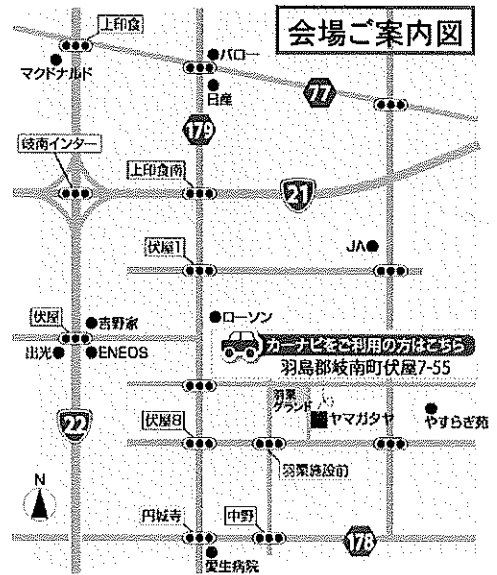 会場ご案内図
上印食
マクドナルド
バロー
日産
77
179
岐南インター
上印食南
21
伏屋1
JA
伏屋
吉野家
ローソン
出光
ENEOS
カーナビをご利用の方はこちら
羽島郡岐南町伏屋7-55
羽栗
グランド
ヤマガタヤ
やすらぎ苑
22
伏屋8
羽栗施設前
N
円城寺
中野
178
愛生病院